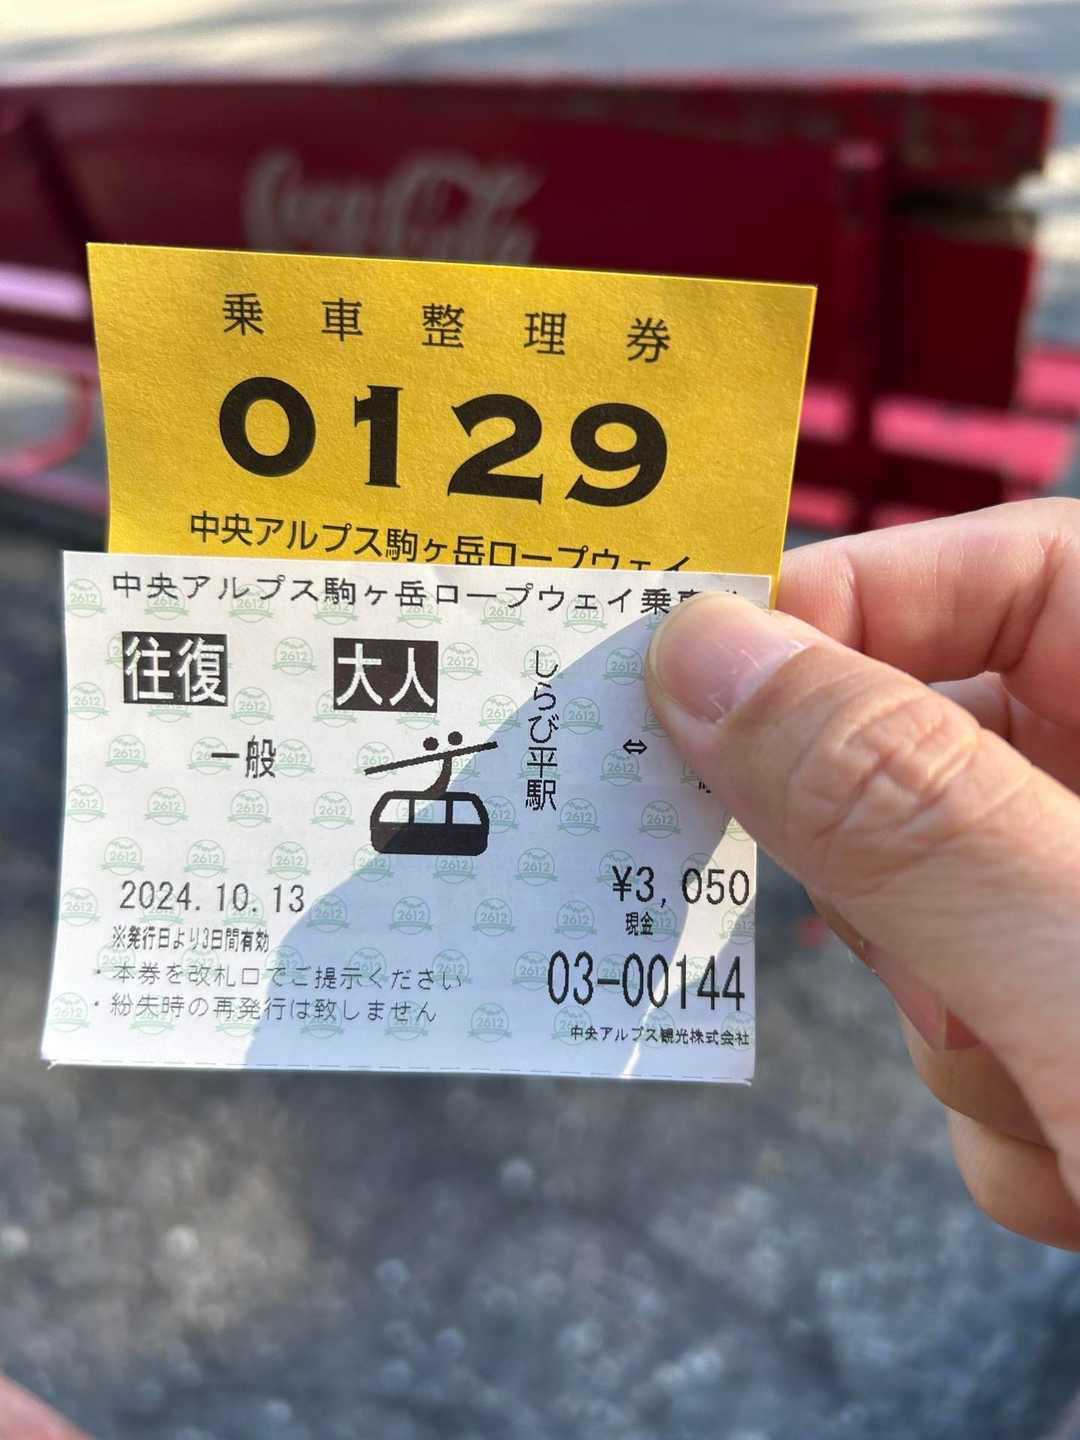 Coca-Cola
乗車整理券
0129
中央アルプス駒ヶ岳ロープウェイ
中央アルプス駒ヶ岳ロープウェイ乗車
往復 大人
一般
しらび平駅
⇔
2612
2024.10.13
¥3,050
※発行日より3日間有効
現金
・本券を改札口でご提示ください
03-00144
・紛失時の再発行は致しません
中央アルプス観光株式会社